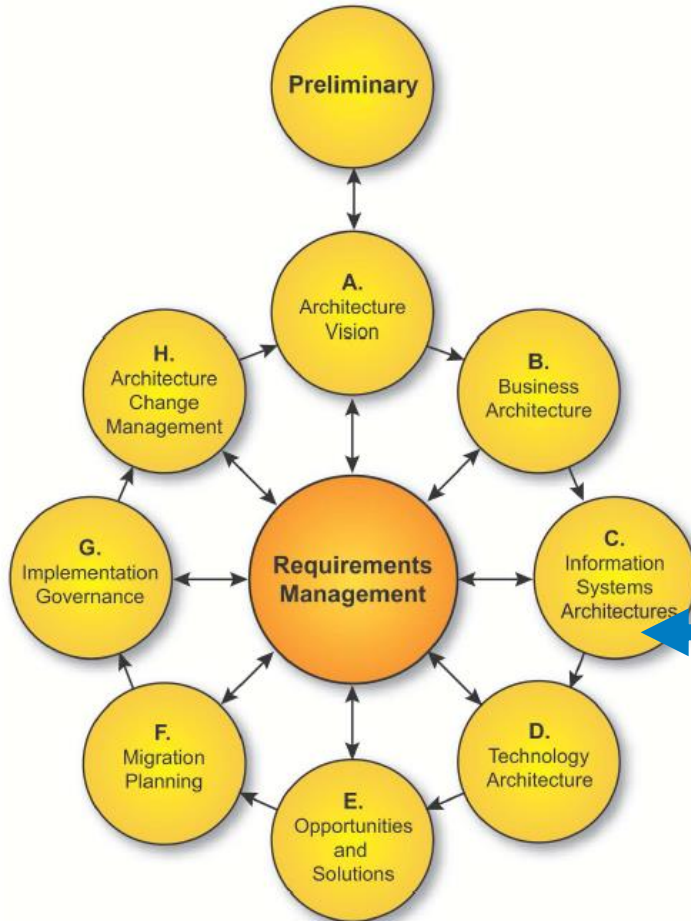 Preliminary
A.
Architecture
Vision
B.
Business
Architecture
C.
Information
Systems
Architectures
D.
Technology
Architecture
E.
Opportunities
and
Solutions
F.
Migration
Planning
G.
Implementation
Governance
H.
Architecture
Change
Management
Requirements
Management